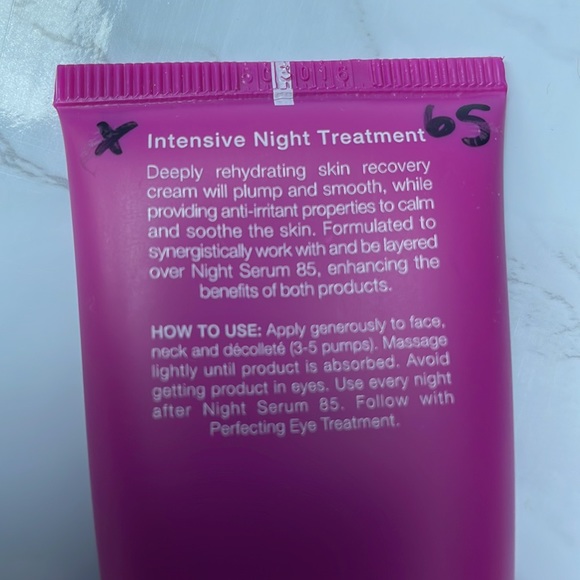 x Intensive Night Treatment 65
Deeply rehydrating skin recovery
cream will plump and smooth, while
providing anti-irritant properties to calm
and soothe the skin. Formulated to
synergistically work with and be layered
over Night Serum 85, enhancing the
benefits of both products.
HOW TO USE: Apply generously to face,
neck and décolleté (3-5 pumps). Massage
lightly until product is absorbed. Avoid
getting product in eyes. Use every night
after Night Serum 85. Follow with
Perfecting Eye Treatment.